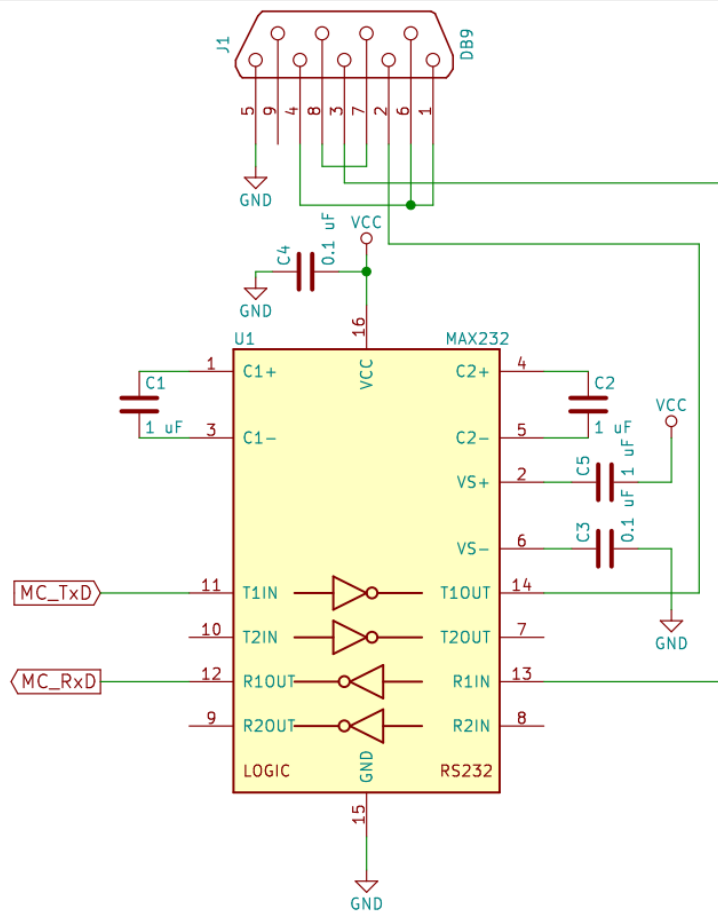 J1
DB9
5
9
4
8
3
7
2
6
1
GND
C4
0.1 uF
VCC
GND
16
U1
MAX232
1
C1+
VCC
C2+
4
C1
1 uF
C2
3
C1-
C2-
5
VCC
VS+
2
C5
1 uF
VS-
6
C3
0.1 uF
MC_TxD
11
T1IN
T1OUT
14
10
T2IN
T2OUT
7
GND
MC_RxD
12
R1OUT
R1IN
13
9
R2OUT
R2IN
8
LOGIC
GND
RS232
15
GND